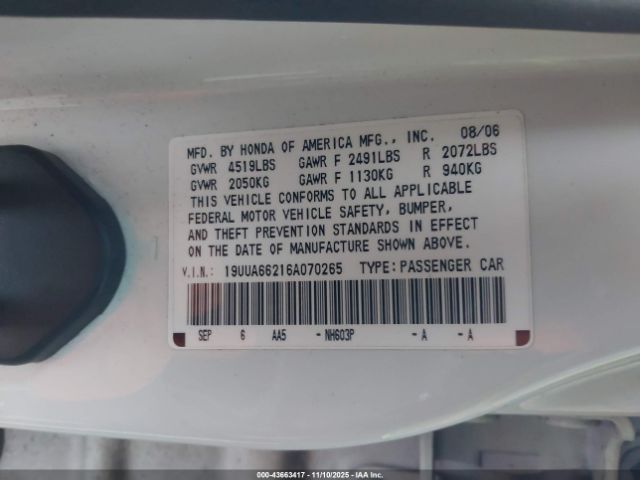 MFD. BY HONDA OF AMERICA MFG., INC. 08/06
GVWR 4519LBS GAWR F 2491LBS R 2072LBS
GVWR 2050KG GAWR F 1130KG R 940KG
THIS VEHICLE CONFORMS TO ALL APPLICABLE
FEDERAL MOTOR VEHICLE SAFETY, BUMPER,
AND THEFT PREVENTION STANDARDS IN EFFECT
ON THE DATE OF MANUFACTURE SHOWN ABOVE.
V.I.N.: 19UUA66216A070265 TYPE: PASSENGER CAR
SEP 6 AA5 -NH603P -A -A
000-43663417 - 11/10/2025 - IAA Inc.